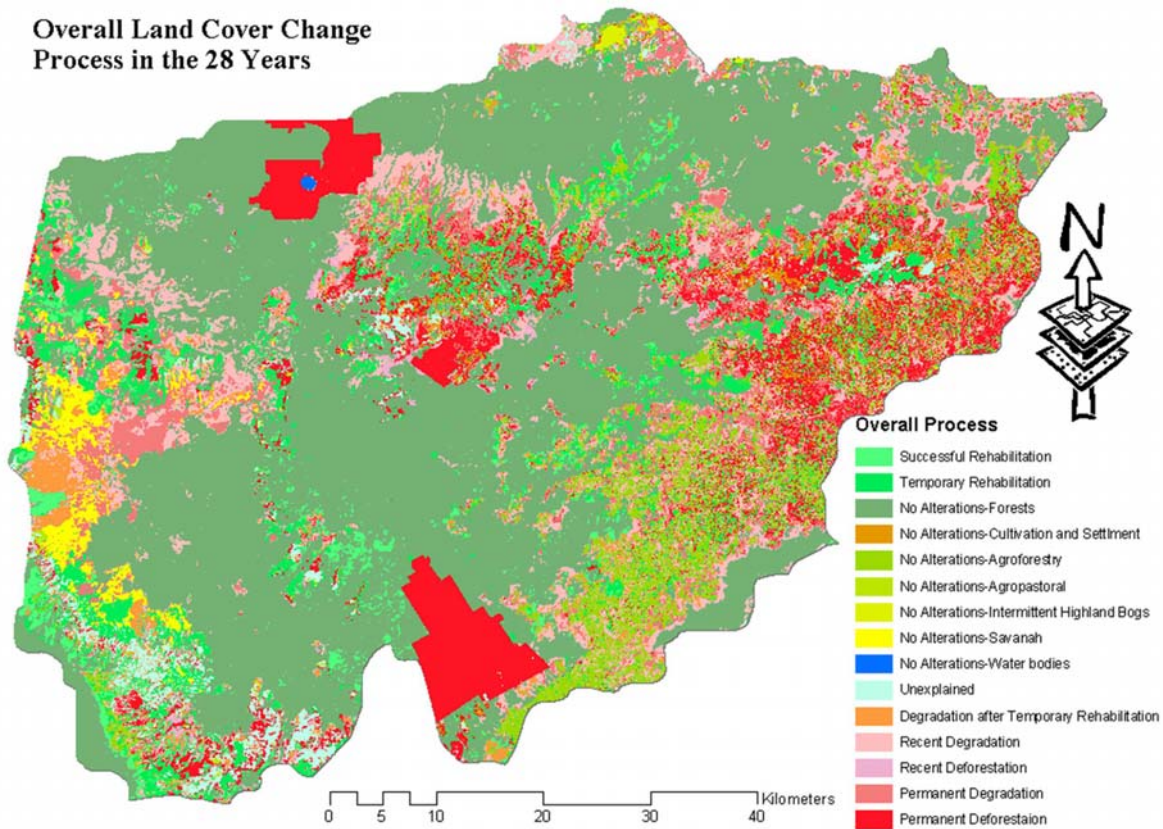 Overall Land Cover Change
Process in the 28 Years
N
Overall Process
Successful Rehabilitation
Temporary Rehabilitation
No Alterations-Forests
No Alterations-Cultivation and Settlment
No Alterations-Agroforestry
No Alterations-Agropastoral
No Alterations-Intermittent Highland Bogs
No Alterations-Savanah
No Alterations-Water bodies
Unexplained
Degradation after Temporary Rehabilitation
Recent Degradation
Recent Deforestation
Permanent Degradation
Permanent Deforestaion
Kilometers
0 5 10 20 30 40